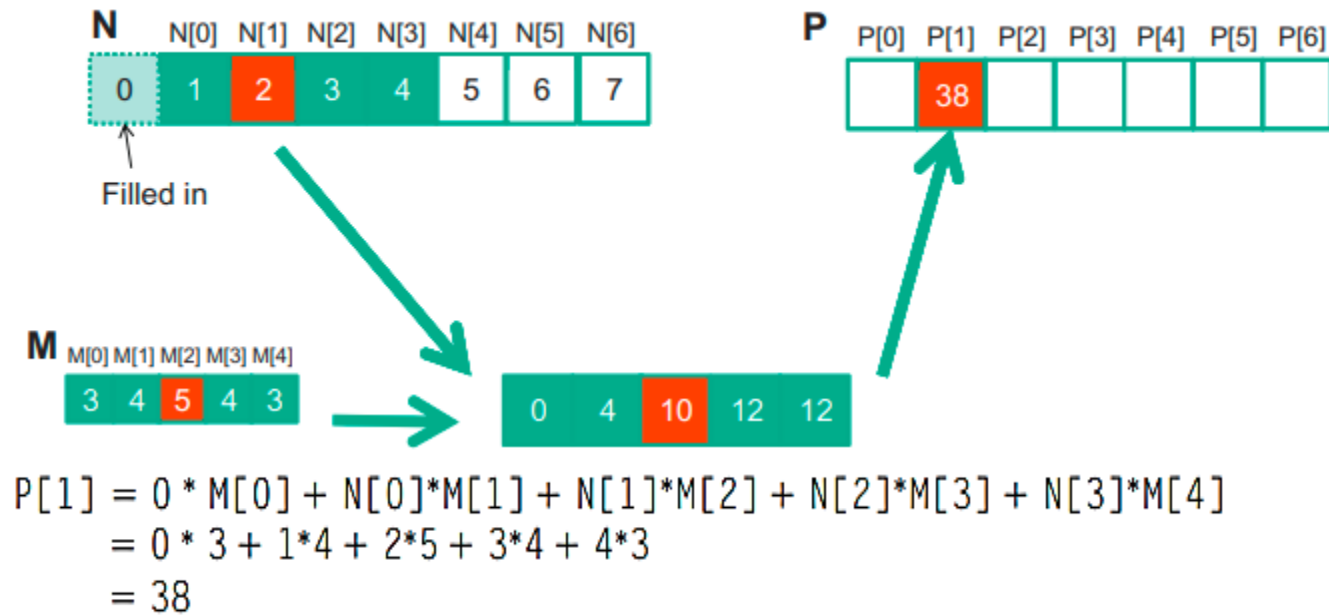 N N[0] N[1] N[2] N[3] N[4] N[5] N[6]
0 1 2 3 4 5 6 7
Filled in
P P[0] P[1] P[2] P[3] P[4] P[5] P[6]
38
M M[0] M[1] M[2] M[3] M[4]
3 4 5 4 3
0 4 10 12 12
P[1] = 0 * M[0] + N[0]*M[1] + N[1]*M[2] + N[2]*M[3] + N[3]*M[4]
= 0 * 3 + 1*4 + 2*5 + 3*4 + 4*3
= 38